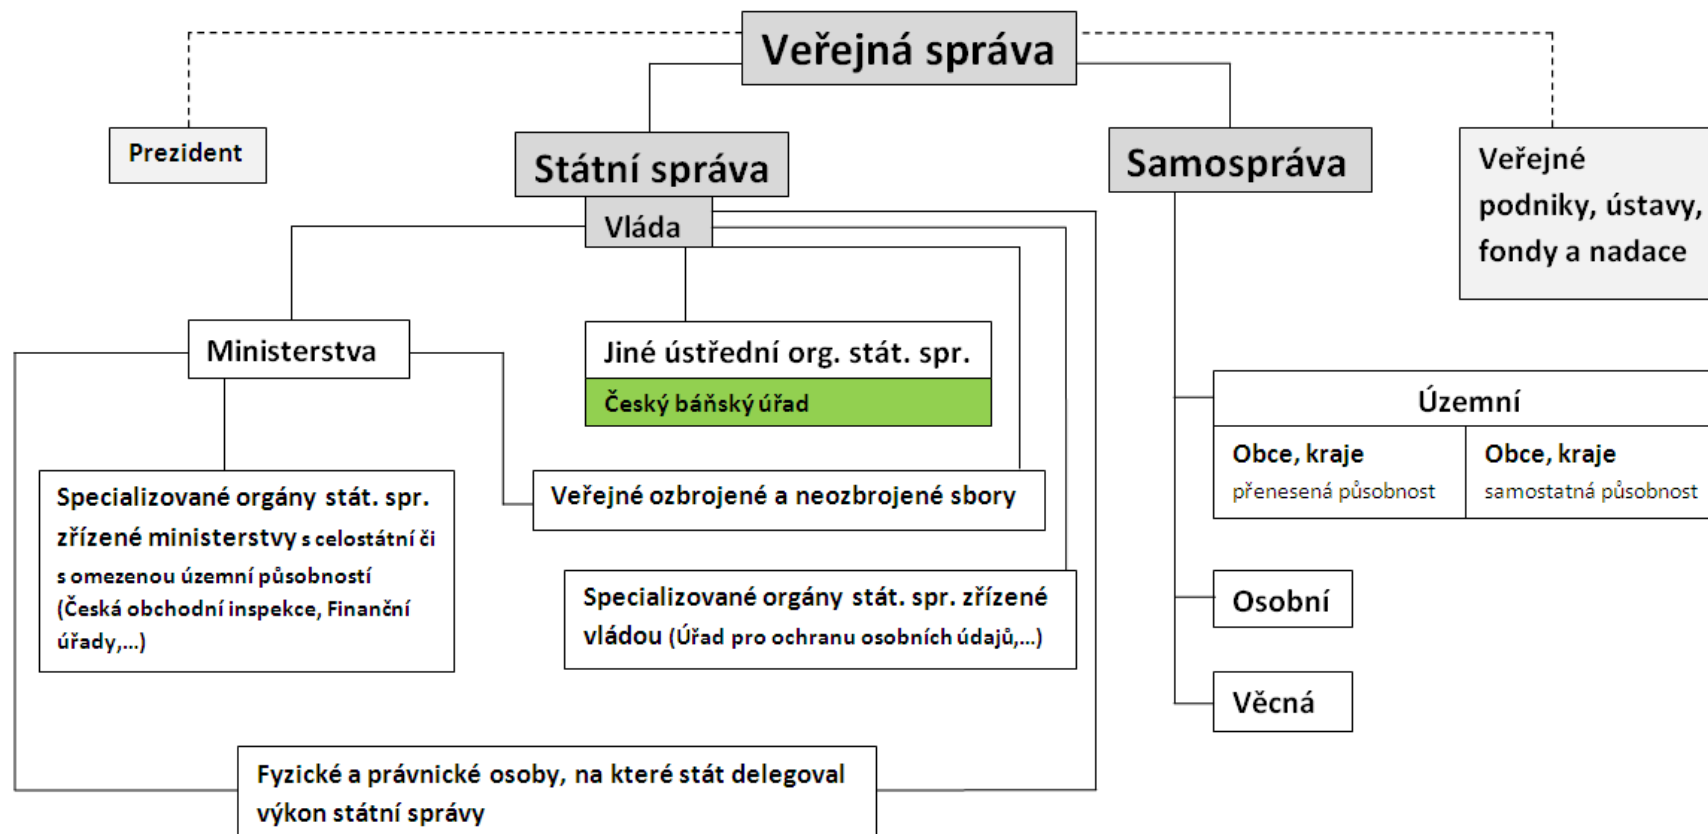 Veřejná správa
Prezident
Státní správa
Samospráva
Veřejné
podniky, ústavy,
fondy a nadace
Vláda
Ministerstva
Jiné ústřední org. stát. spr.
Český báňský úřad
Územní
Obce, kraje
přenesená působnost
Obce, kraje
samostatná působnost
Specializované orgány stát. spr.
zřízené ministerstvy s celostátní či
s omezenou územní působností
(Česká obchodní inspekce, Finanční
úřady,...)
Veřejné ozbrojené a neozbrojené sbory
Specializované orgány stát. spr. zřízené
vládou (Úřad pro ochranu osobních údajů,...)
Osobní
Věcná
Fyzické a právnické osoby, na které stát delegoval
výkon státní správy